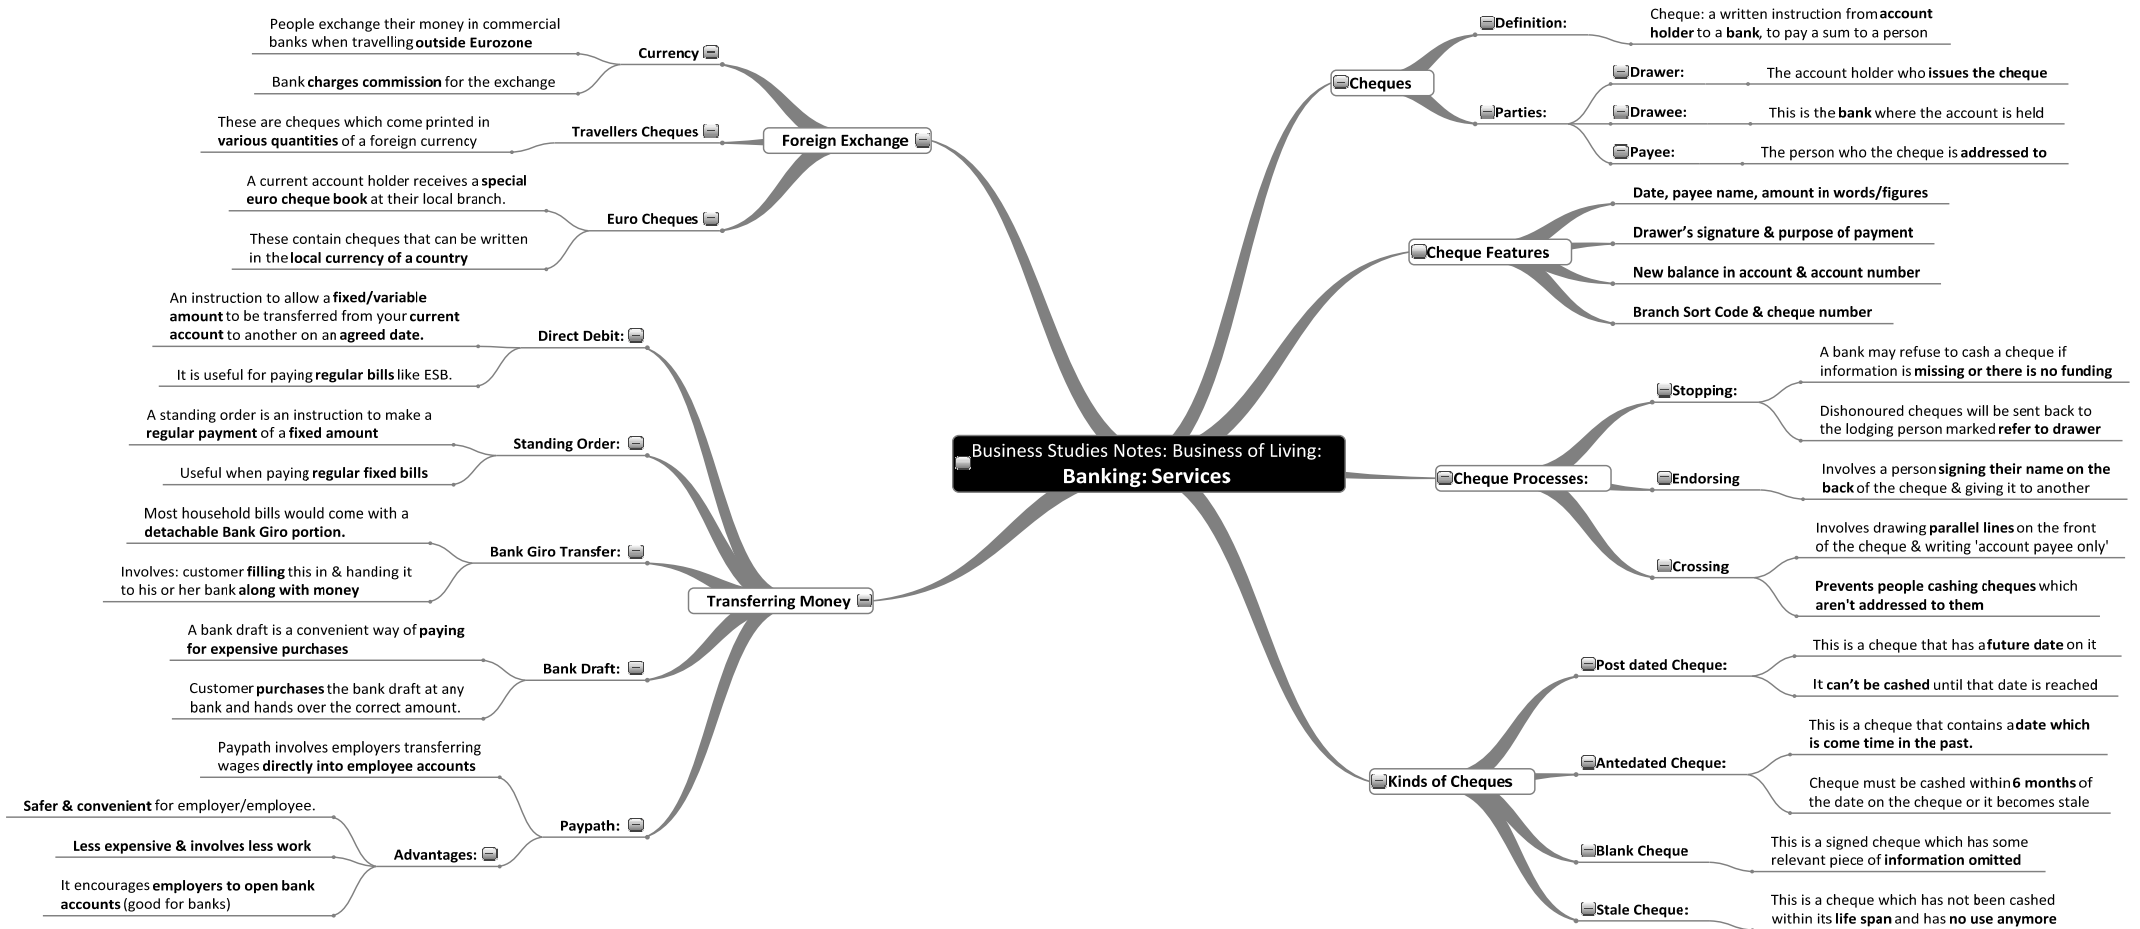 Business Studies Notes: Business of Living:
Banking: Services
Foreign Exchange
Currency
People exchange their money in commercial
banks when travelling outside Eurozone
Bank charges commission for the exchange
Travellers Cheques
These are cheques which come printed in
various quantities of a foreign currency
Euro Cheques
A current account holder receives a special
euro cheque book at their local branch.
These contain cheques that can be written
in the local currency of a country
Transferring Money
Direct Debit:
An instruction to allow a fixed/variable
amount to be transferred from your current
account to another on an agreed date.
It is useful for paying regular bills like ESB.
Standing Order:
A standing order is an instruction to make a
regular payment of a fixed amount
Useful when paying regular fixed bills
Bank Giro Transfer:
Most household bills would come with a
detachable Bank Giro portion.
Involves: customer filling this in & handing it
to his or her bank along with money
Bank Draft:
A bank draft is a convenient way of paying
for expensive purchases
Customer purchases the bank draft at any
bank and hands over the correct amount.
Paypath:
Paypath involves employers transferring
wages directly into employee accounts
Advantages:
Safer & convenient for employer/employee.
Less expensive & involves less work
It encourages employers to open bank
accounts (good for banks)
Cheques
Definition:
Cheque: a written instruction from account
holder to a bank, to pay a sum to a person
Parties:
Drawer:
The account holder who issues the cheque
Drawee:
This is the bank where the account is held
Payee:
The person who the cheque is addressed to
Cheque Features
Date, payee name, amount in words/figures
Drawer’s signature & purpose of payment
New balance in account & account number
Branch Sort Code & cheque number
Cheque Processes:
Stopping:
A bank may refuse to cash a cheque if
information is missing or there is no funding
Dishonoured cheques will be sent back to
the lodging person marked refer to drawer
Endorsing
Involves a person signing their name on the
back of the cheque & giving it to another
Crossing
Involves drawing parallel lines on the front
of the cheque & writing 'account payee only'
Prevents people cashing cheques which
aren't addressed to them
Kinds of Cheques
Post dated Cheque:
This is a cheque that has a future date on it
It can’t be cashed until that date is reached
Antedated Cheque:
This is a cheque that contains a date which
is come time in the past.
Cheque must be cashed within 6 months of
the date on the cheque or it becomes stale
Blank Cheque
This is a signed cheque which has some
relevant piece of information omitted
Stale Cheque:
This is a cheque which has not been cashed
within its life span and has no use anymore